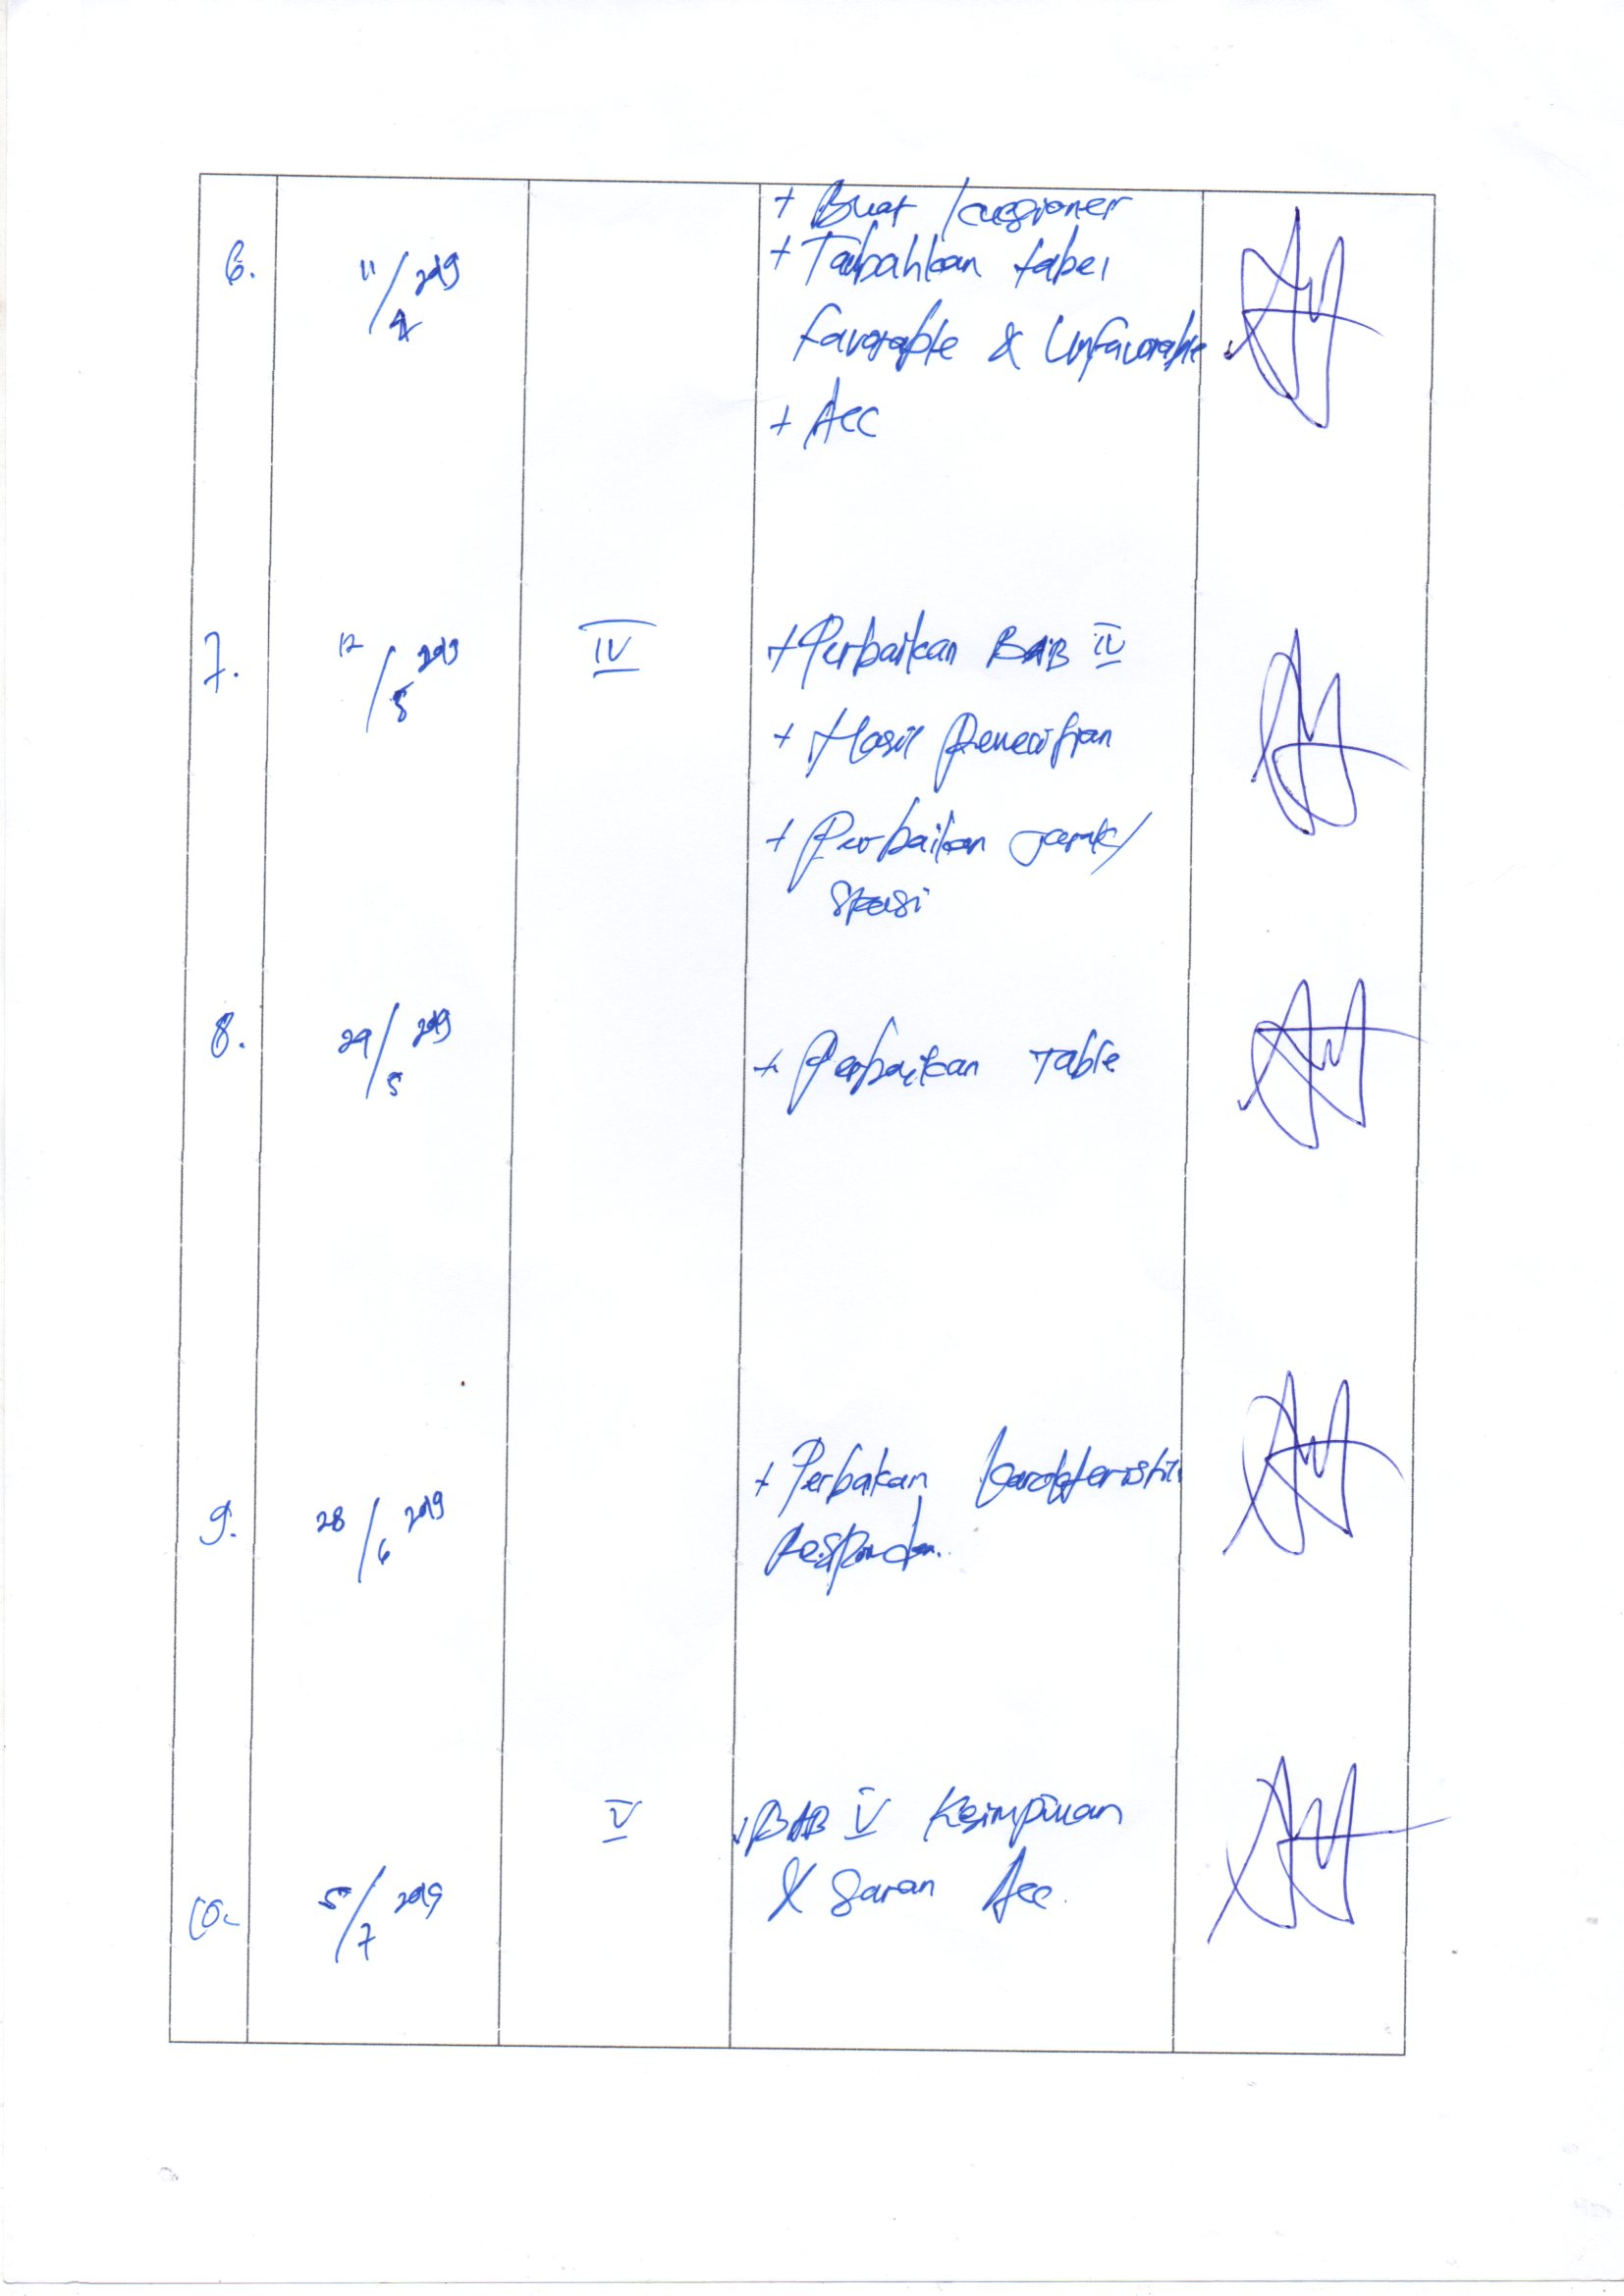 + Buat kuesioner
6. 11/4 2019 + Tambahkan tabel
favorable & Unfavorable
+ Acc
7. 12/5 2019 IV + Perbaikan BAB IV
+ Hasil Penelitian
+ Perbaikan Jarak/
Spasi
8. 29/5 2019 + Perbaikan Table
+ Perbaikan karakteristik
9. 28/6 2019 Responden.
V BAB V Kesimpulan
10. 5/7 2019 & Saran Acc.